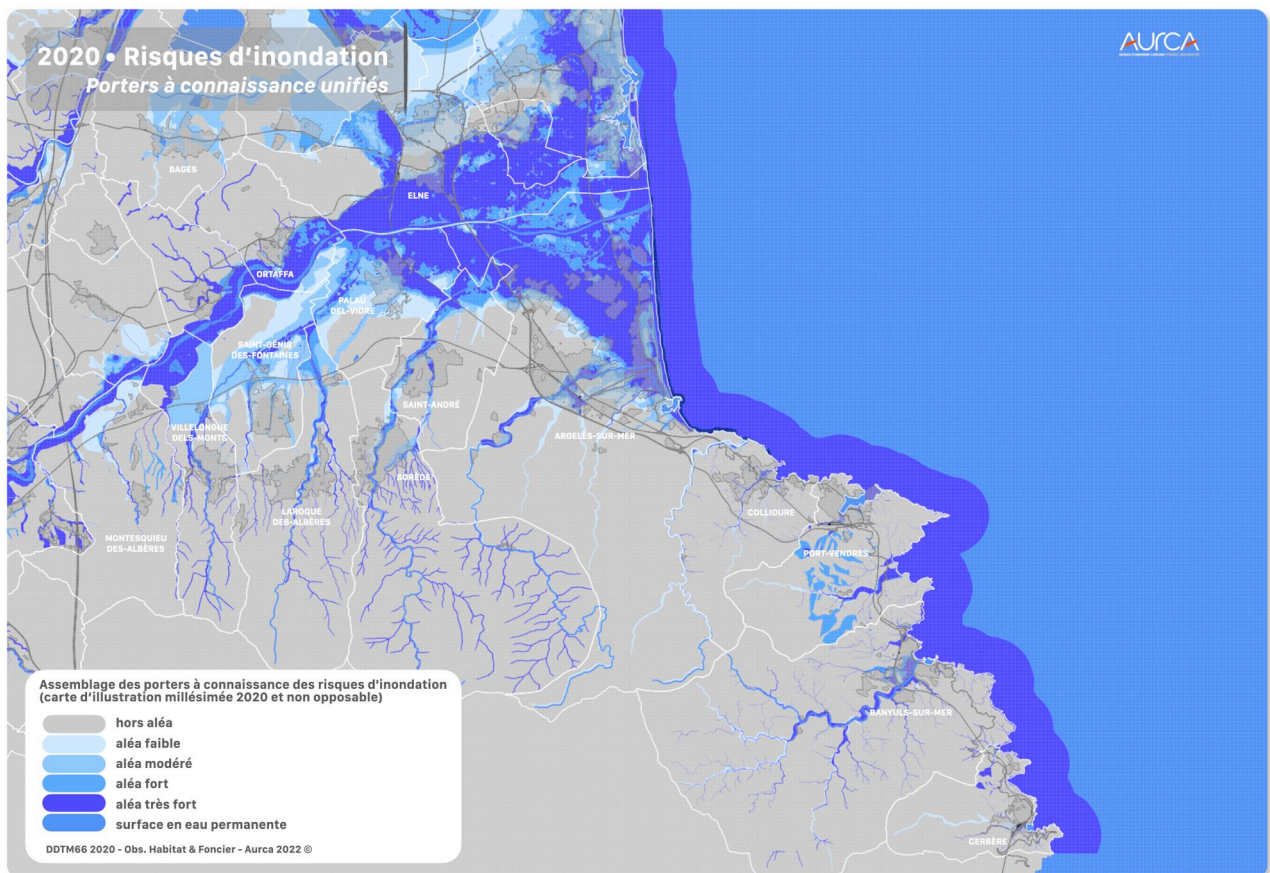 2020 • Risques d'inondation
Porters à connaissance unifiés
AURCA
BAGES
ELNE
ORTAFFA
PALAU
DEL-VIDRE
SAINT-GÉNIS
DES-FONTAINES
SAINT-ANDRÉ
VILLELONGUE
DELS-MONTS
ARGELÈS-SUR-MER
SORÈDE
LAROQUE
DES-ALBÈRES
COLLIOURE
MONTESQUIEU
DES-ALBÈRES
PORT-VENDRES
BANYULS-SUR-MER
CERBÈRE
Assemblage des porters à connaissance des risques d'inondation
(carte d'illustration millésimée 2020 et non opposable)
hors aléa
aléa faible
aléa modéré
aléa fort
aléa très fort
surface en eau permanente
DDTM66 2020 - Obs. Habitat & Foncier - Aurca 2022 ©